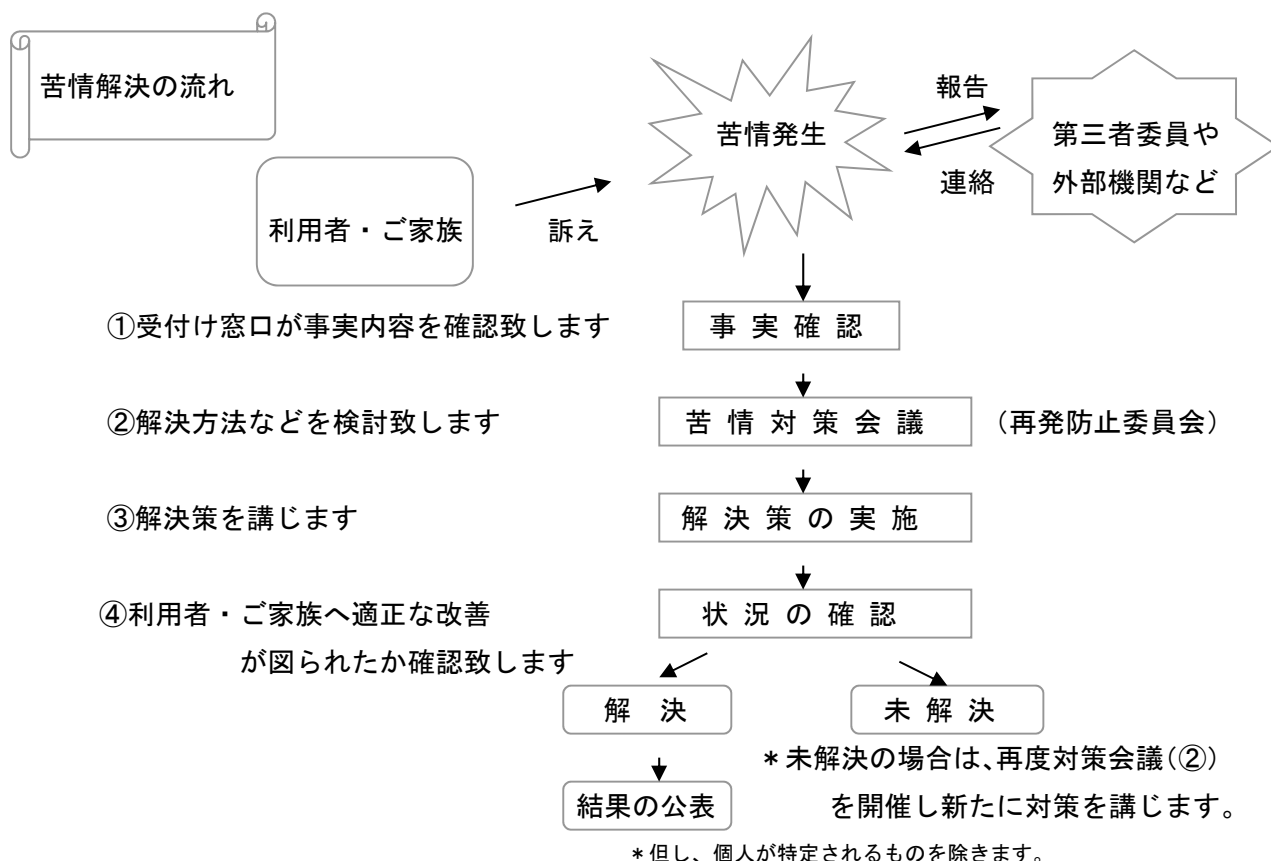 苦情解決の流れ
苦情発生
報告
連絡
第三者委員や
外部機関など
利用者・ご家族
訴え
①受付け窓口が事実内容を確認致します
事実確認
②解決方法などを検討致します
苦情対策会議
(再発防止委員会)
③解決策を講じます
解決策の実施
④利用者・ご家族へ適正な改善
が図られたか確認致します
状況の確認
解決
未解決
*未解決の場合は、再度対策会議(②)
を開催し新たに対策を講じます。
結果の公表
*但し、個人が特定されるものを除きます。